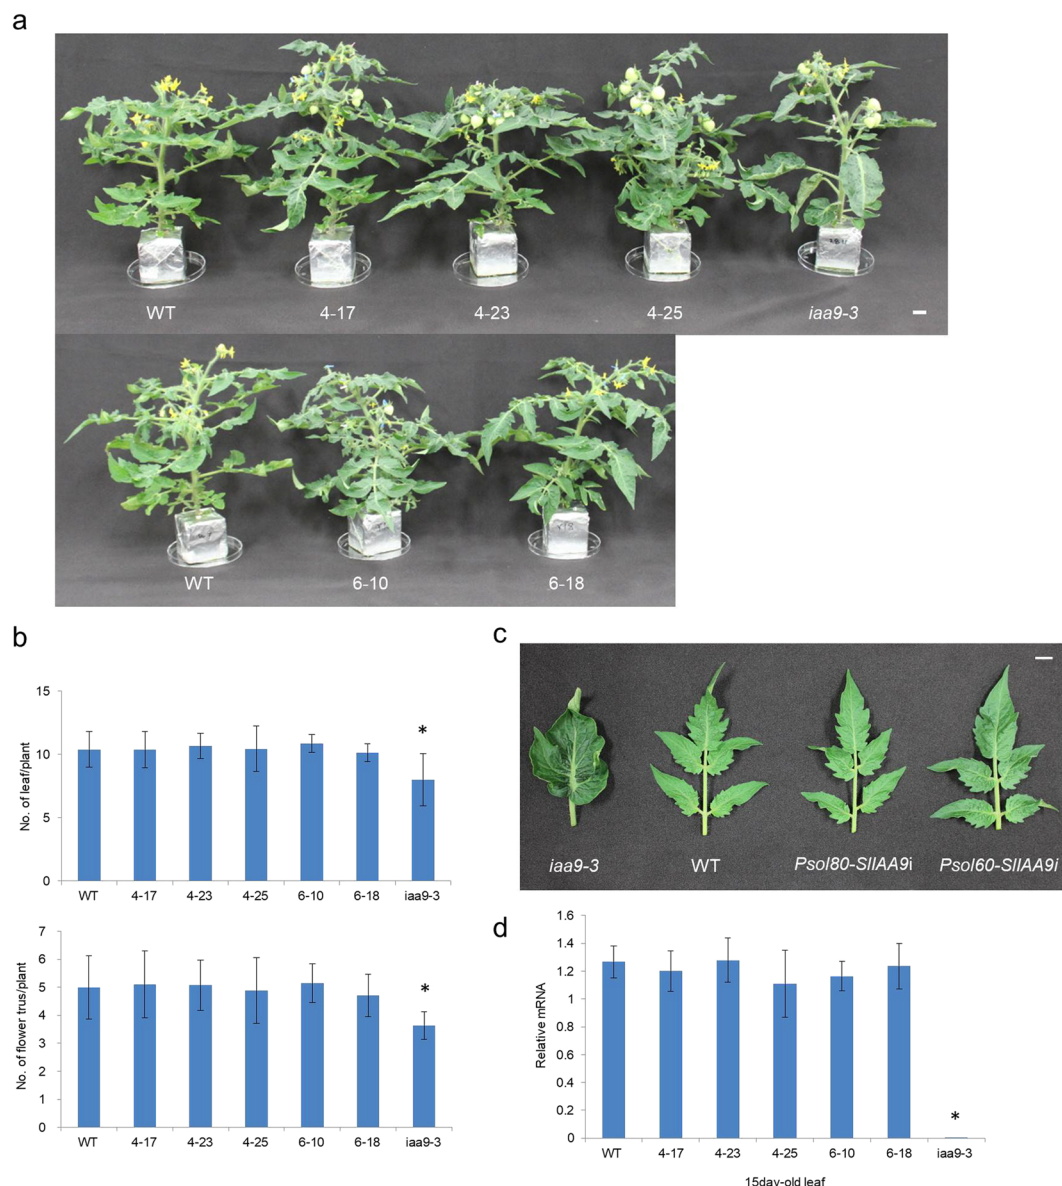 a
WT 4-17 4-23 4-25 iaa9-3
WT 6-10 6-18
b
No. of leaf/plant
15
10
5
0
WT 4-17 4-23 4-25 6-10 6-18 iaa9-3
*
No. of flower trus/plant
7
6
5
4
3
2
1
0
WT 4-17 4-23 4-25 6-10 6-18 iaa9-3
*
c
iaa9-3 WT Psol80-SlIAA9i Psol60-SlIAA9i
d
Relative mRNA
1.6
1.4
1.2
1
0.8
0.6
0.4
0.2
0
WT 4-17 4-23 4-25 6-10 6-18 iaa9-3
*
15day-old leaf